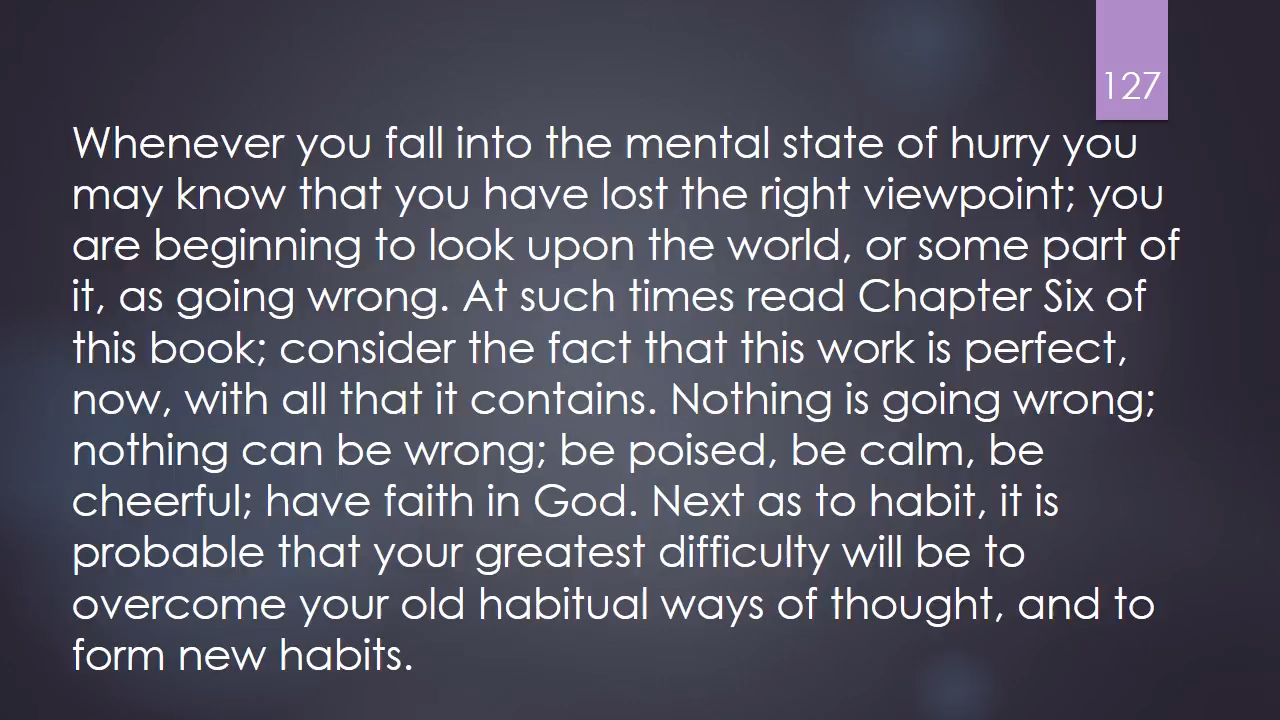 127
Whenever you fall into the mental state of hurry you
may know that you have lost the right viewpoint; you
are beginning to look upon the world, or some part of
it, as going wrong. At such times read Chapter Six of
this book; consider the fact that this work is perfect,
now, with all that it contains. Nothing is going wrong;
nothing can be wrong; be poised, be calm, be
cheerful; have faith in God. Next as to habit, it is
probable that your greatest difficulty will be to
overcome your old habitual ways of thought, and to
form new habits.